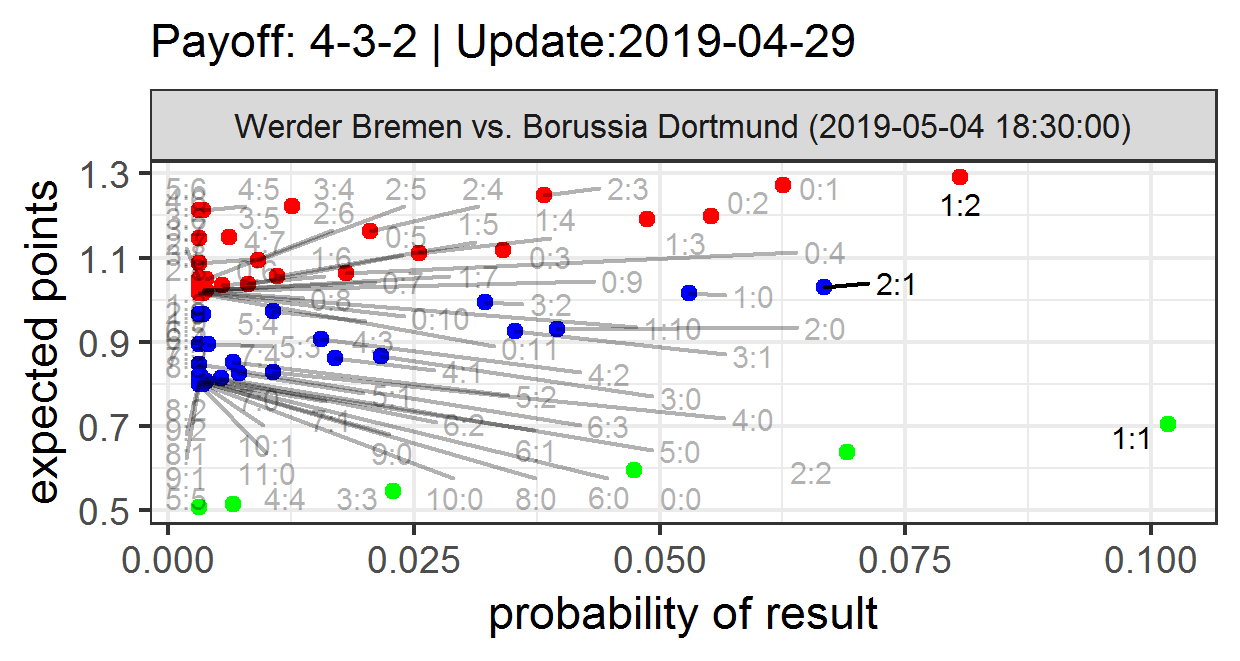 Payoff: 4-3-2 | Update:2019-04-29
Werder Bremen vs. Borussia Dortmund (2019-05-04 18:30:00)
expected points
1.3
1.1
0.9
0.7
0.5
5:6 4:5 3:4 2:5 2:4 2:3 0:1
3:5 2:6 0:2 1:2
1:5 1:4
4:7 0:5 1:3
1:6 0:3 0:4
0:6 0:7 1:7 0:9 1:0 2:1
0:8 3:2
5:4 0:10 1:10 2:0
5:3 4:3 0:11 3:1
7:4 4:1 4:2
7:0 5:1 5:2 3:0
8:2 7:1 6:2 6:3 4:0
9:2 10:1 1:1
8:1 9:0 6:1 5:0
9:1 11:0 2:2
5:5 4:4 3:3 10:0 8:0 6:0 0:0
0.000 0.025 0.050 0.075 0.100
probability of result